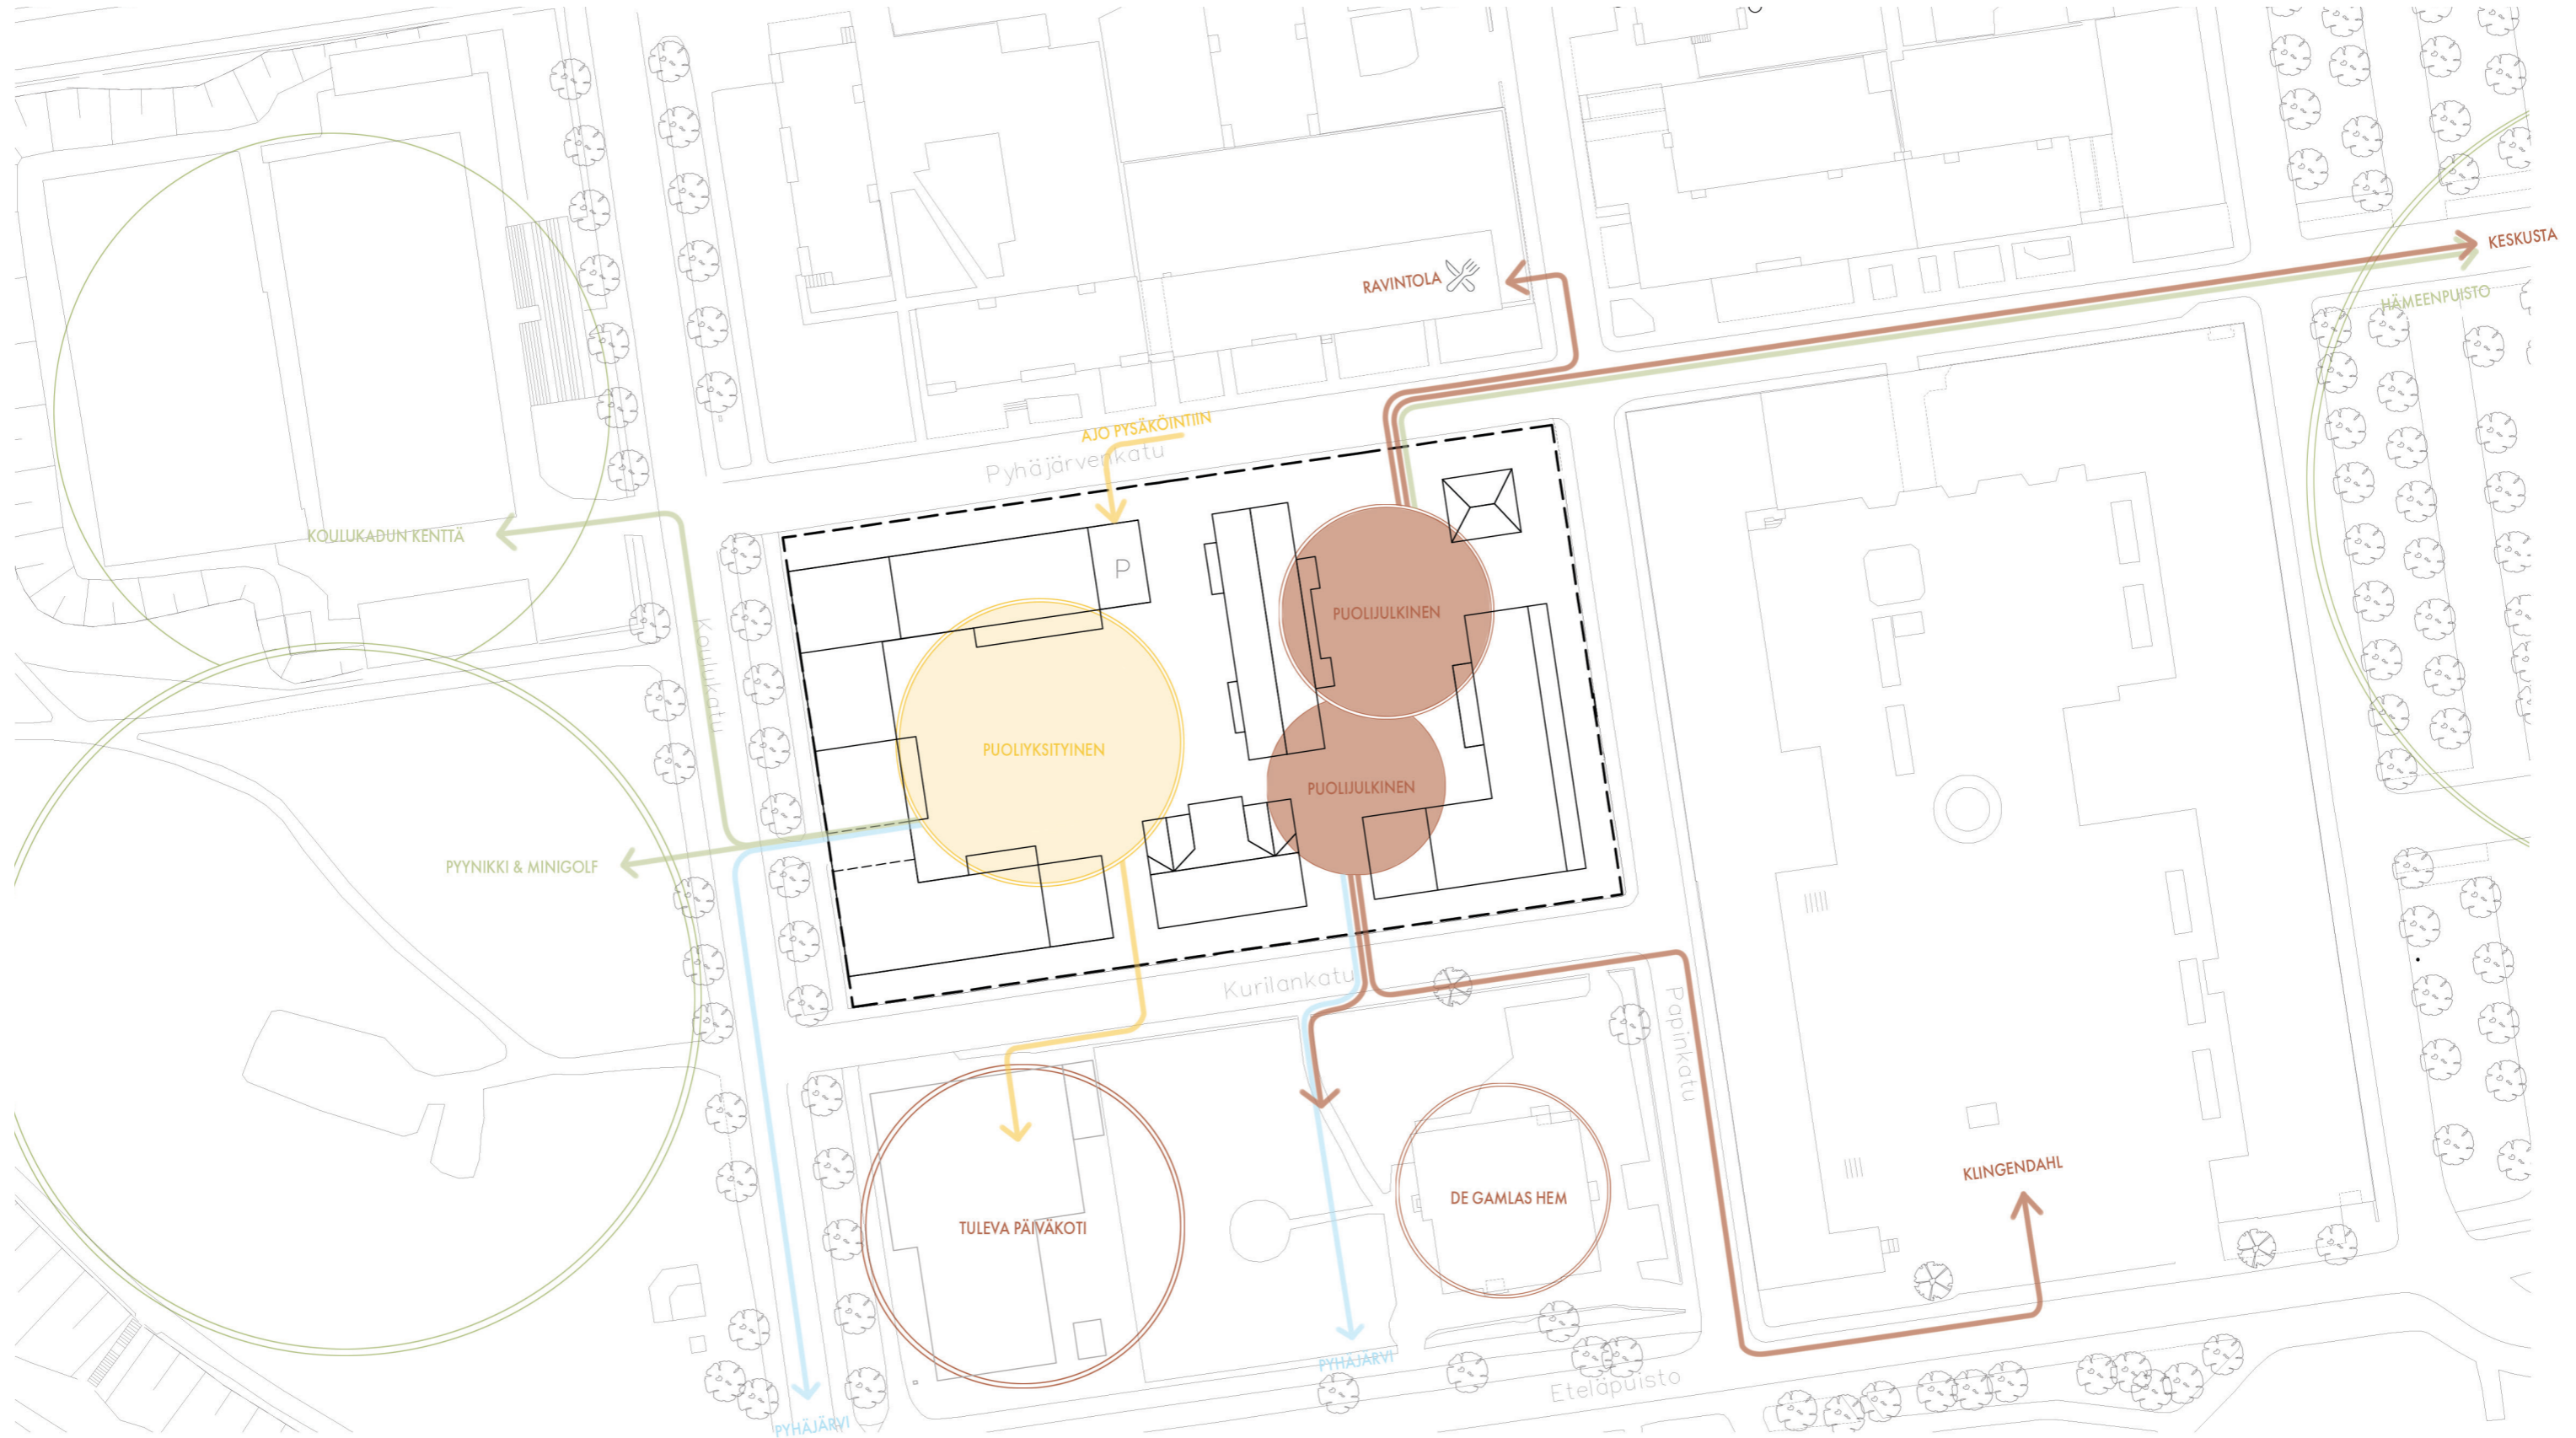 KESKUSTA
RAVINTOLA
HÄMEENPUISTO
AJO PYSÄKÖINTIIN
Pyhäjärvenkatu
KOULUKADUN KENTTÄ
P
PUOLIJULKINEN
Koulukatu
PUOLIYKSITYINEN
PUOLIJULKINEN
PYYNIKKI & MINIGOLF
Kurilankatu
Papinkatu
KLINGENDAHL
DE GAMLAS HEM
TULEVA PÄIVÄKOTI
PYHÄJÄRVI
Eteläpuisto
PYHÄJÄRVI